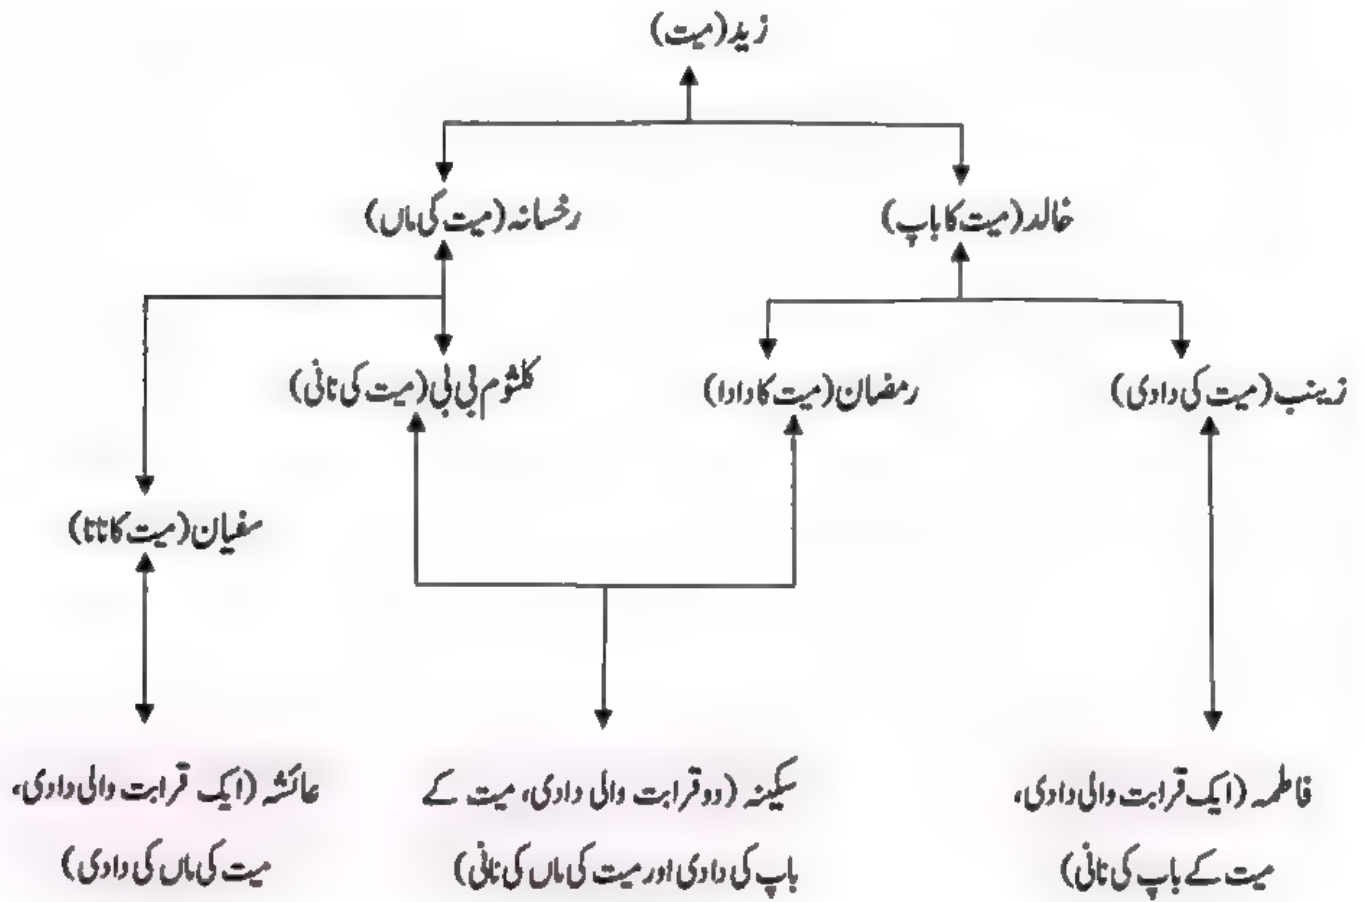 زید (میت)
خالد (میت کا باپ)
رخسانہ (میت کی ماں)
زینب (میت کی دادی)
رمضان (میت کا دادا)
کلثوم بی بی (میت کی نانی)
سفیان (میت کا نانا)
فاطمہ (ایک قرابت والی دادی،
میت کے باپ کی نانی)
سکینہ (دو قرابت والی دادی، میت کے
باپ کی دادی اور میت کی ماں کی نانی)
عائشہ (ایک قرابت والی دادی،
میت کی ماں کی دادی)